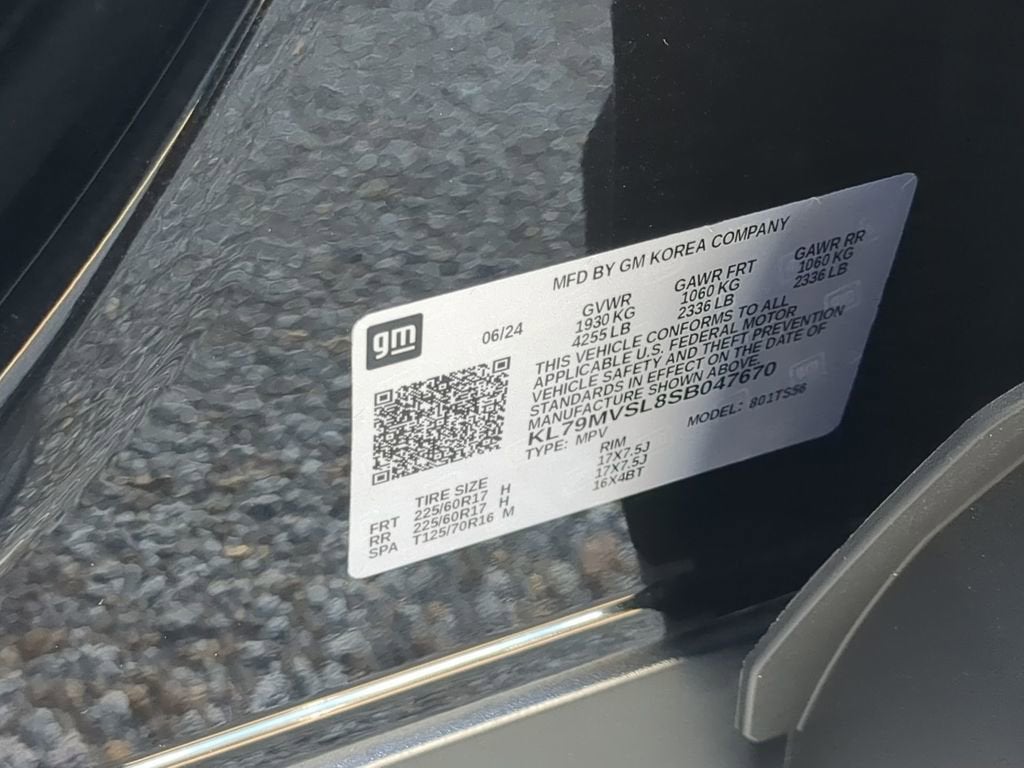 MFD BY GM KOREA COMPANY
gm
06/24
GVWR
1930 KG
4255 LB
GAWR FRT
1060 KG
2336 LB
GAWR RR
1060 KG
2336 LB
THIS VEHICLE CONFORMS TO ALL
APPLICABLE U.S. FEDERAL MOTOR
VEHICLE SAFETY AND THEFT PREVENTION
STANDARDS IN EFFECT ON THE DATE OF
MANUFACTURE SHOWN ABOVE.
KL79MVSL8SB047670
TYPE: MPV
MODEL: 801TS56
TIRE SIZE RIM
FRT 225/60R17 H 17X7.5J
RR 225/60R17 H 17X7.5J
SPA T125/70R16 M 16X4BT